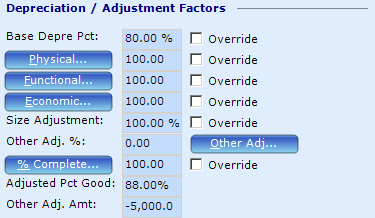 Depreciation / Adjustment Factors
Base Depre Pct: 80.00 % Override
Physical... 100.00 Override
Functional... 100.00 Override
Economic... 100.00 Override
Size Adjustment: 100.00 % Override
Other Adj. %: 0.00 Other Adj...
% Complete... 100.00 Override
Adjusted Pct Good: 88.00%
Other Adj. Amt: -5,000.0